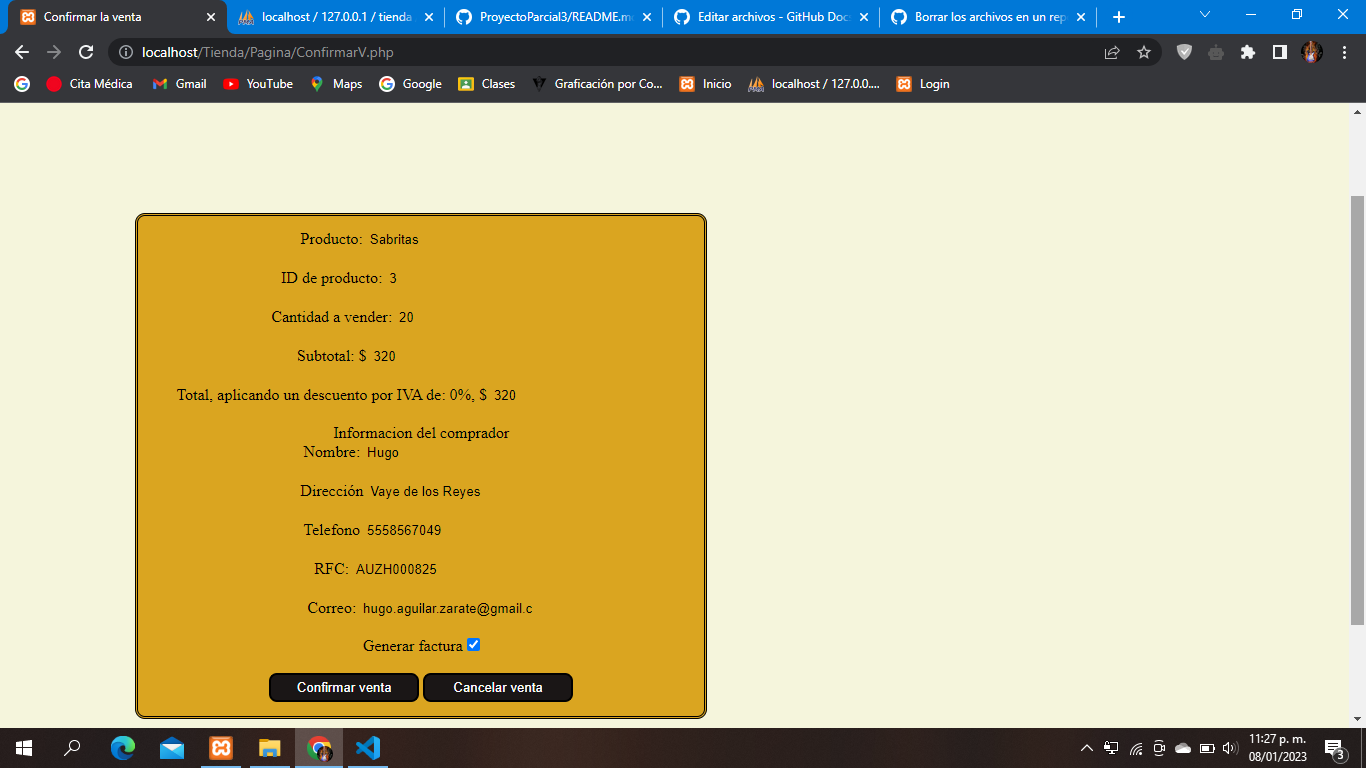 Confirmar la venta
localhost / 127.0.0.1 / tienda
ProyectoParcial3/README.m
Editar archivos - GitHub Doc
Borrar los archivos en un rep
localhost/Tienda/Pagina/ConfirmarV.php
Cita Médica
Gmail
YouTube
Maps
Google
Clases
Graficación por Co...
Inicio
localhost / 127.0.0....
Login
Producto: Sabritas
ID de producto: 3
Cantidad a vender: 20
Subtotal: $ 320
Total, aplicando un descuento por IVA de: 0%, $ 320
Informacion del comprador
Nombre: Hugo
Dirección Vaye de los Reyes
Telefono 5558567049
RFC: AUZH000825
Correo: hugo.aguilar.zarate@gmail.c
Generar factura
Confirmar venta
Cancelar venta
11:27 p. m.
08/01/2023
3